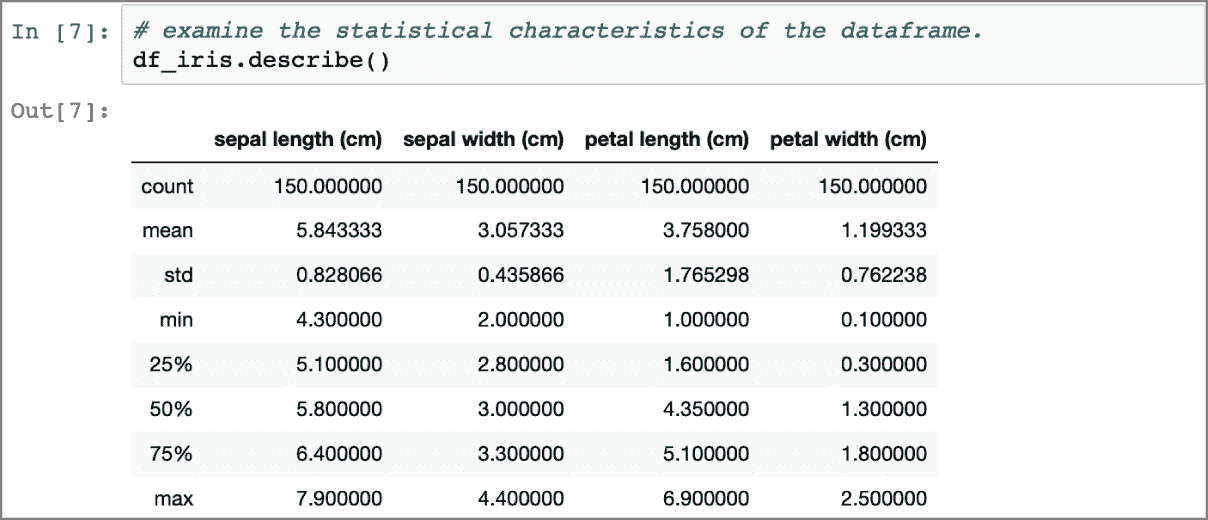 In [7]: # examine the statistical characteristics of the dataframe.
df_iris.describe()
Out[7]:
sepal length (cm) sepal width (cm) petal length (cm) petal width (cm)
count 150.000000 150.000000 150.000000 150.000000
mean 5.843333 3.057333 3.758000 1.199333
std 0.828066 0.435866 1.765298 0.762238
min 4.300000 2.000000 1.000000 0.100000
25% 5.100000 2.800000 1.600000 0.300000
50% 5.800000 3.000000 4.350000 1.300000
75% 6.400000 3.300000 5.100000 1.800000
max 7.900000 4.400000 6.900000 2.500000